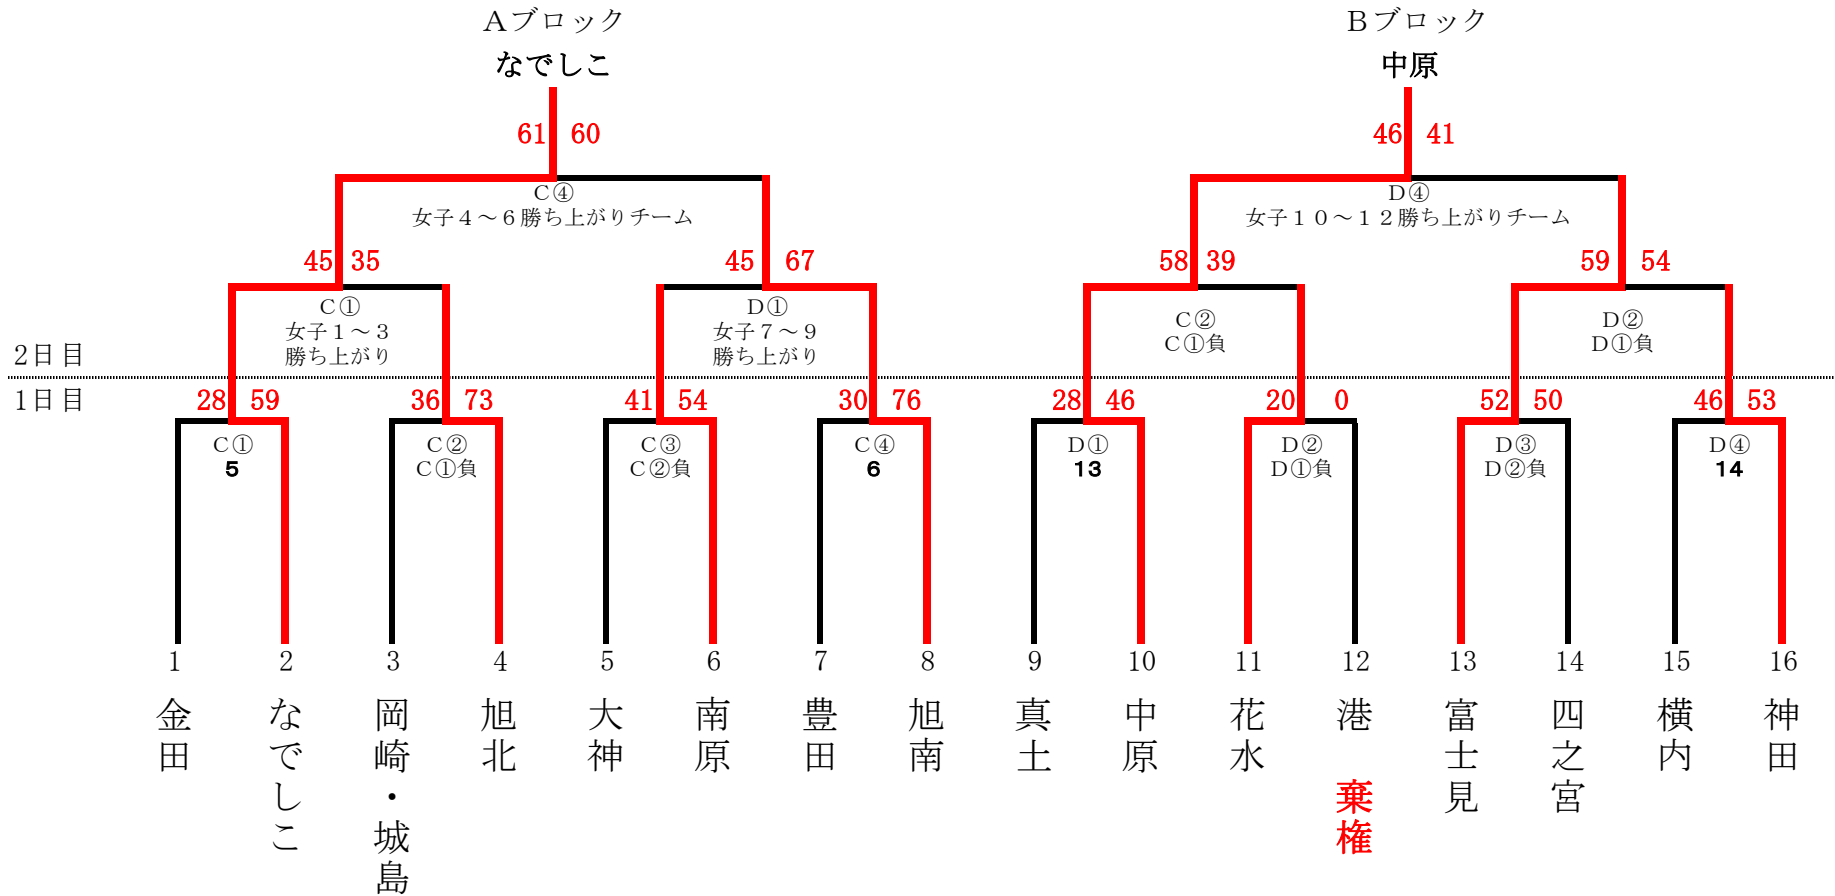 Ａブロック　Ｂブロック
なでしこ　中原
61 60　46 41
Ｃ④　Ｄ④
女子４～６勝ち上がりチーム　女子１０～１２勝ち上がりチーム
45 35　45 67　58 39　59 54
Ｃ①　Ｄ①　Ｃ②　Ｄ②
女子１～３　女子７～９　Ｃ①負　Ｄ①負
勝ち上がり　勝ち上がり
2日目
1日目
28 59　36 73　41 54　30 76　28 46　20 0　52 50　46 53
Ｃ①　Ｃ②　Ｃ③　Ｃ④　Ｄ①　Ｄ②　Ｄ③　Ｄ④
5　Ｃ①負　Ｃ②負　6　13　Ｄ①負　Ｄ②負　14
1 2 3 4 5 6 7 8 9 10 11 12 13 14 15 16
金田
なでしこ
岡崎・城島
旭北
大神
南原
豊田
旭南
真土
中原
花水
港　棄権
富士見
四之宮
横内
神田